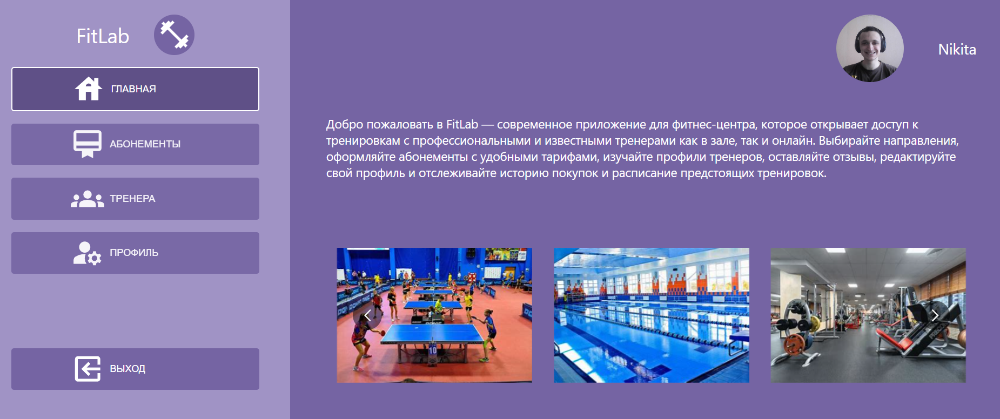 FitLab
Nikita
ГЛАВНАЯ
АБОНЕМЕНТЫ
ТРЕНЕРА
ПРОФИЛЬ
ВЫХОД
Добро пожаловать в FitLab — современное приложение для фитнес-центра, которое открывает доступ к
тренировкам с профессиональными и известными тренерами как в зале, так и онлайн. Выбирайте направления,
оформляйте абонементы с удобными тарифами, изучайте профили тренеров, оставляйте отзывы, редактируйте
свой профиль и отслеживайте историю покупок и расписание предстоящих тренировок.
DONIC
10